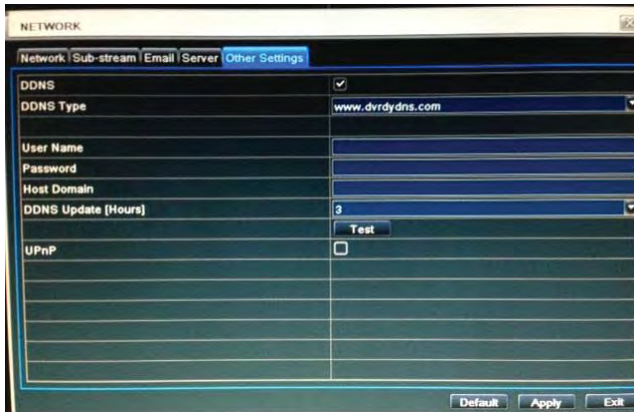 NETWORK
Network Sub-stream Email Server Other Settings
DDNS
DDNS Type www.dvrdydns.com
User Name
Password
Host Domain
DDNS Update [Hours] 3
Test
UPnP
Default Apply Exit